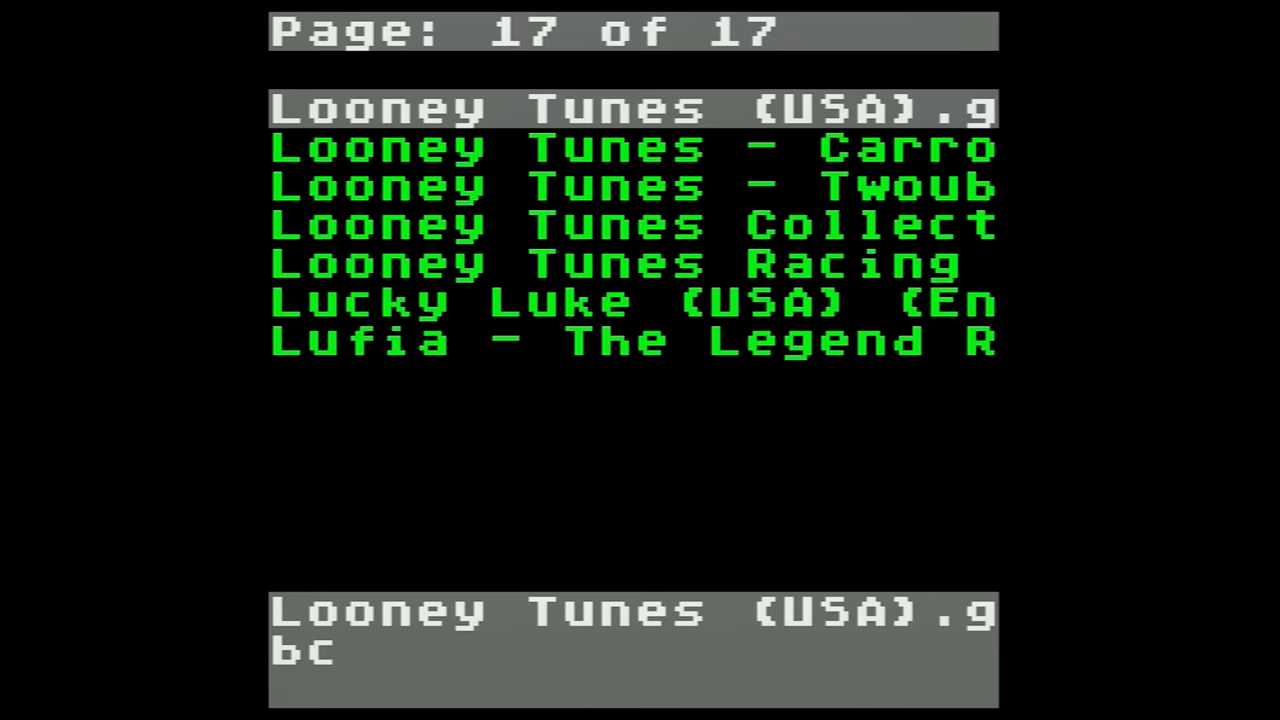 Page: 17 of 17
Looney Tunes (USA).g
Looney Tunes - Carro
Looney Tunes - Twoub
Looney Tunes Collect
Looney Tunes Racing
Lucky Luke (USA) (En
Lufia - The Legend R
Looney Tunes (USA).g
bc